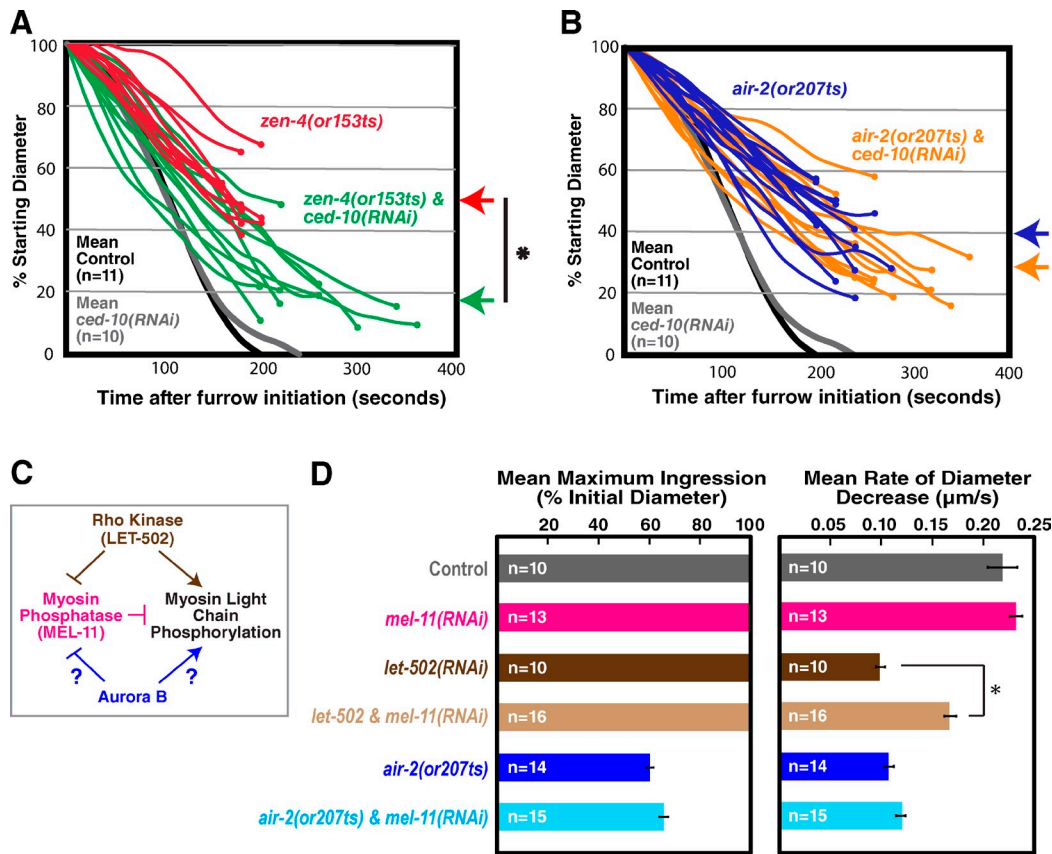 A
100
80
60
40
20
0
% Starting Diameter
zen-4(or153ts)
zen-4(or153ts) &
ced-10(RNAi)
*
Mean
Control
(n=11)
Mean
ced-10(RNAi)
(n=10)
100
200
300
400
Time after furrow initiation (seconds)
B
100
80
60
40
20
0
% Starting Diameter
air-2(or207ts)
air-2(or207ts) &
ced-10(RNAi)
Mean
Control
(n=11)
Mean
ced-10(RNAi)
(n=10)
100
200
300
400
Time after furrow initiation (seconds)
C
Rho Kinase
(LET-502)
Myosin
Phosphatase
(MEL-11)
Myosin Light
Chain
Phosphorylation
? ?
Aurora B
D
Mean Maximum Ingression
(% Initial Diameter)
20 40 60 80 100
Mean Rate of Diameter
Decrease (µm/s)
0.05 0.10 0.15 0.20 0.25
Control n=10 n=10
mel-11(RNAi) n=13 n=13
let-502(RNAi) n=10 n=10
*
let-502 & mel-11(RNAi) n=16 n=16
air-2(or207ts) n=14 n=14
air-2(or207ts) & mel-11(RNAi) n=15 n=15